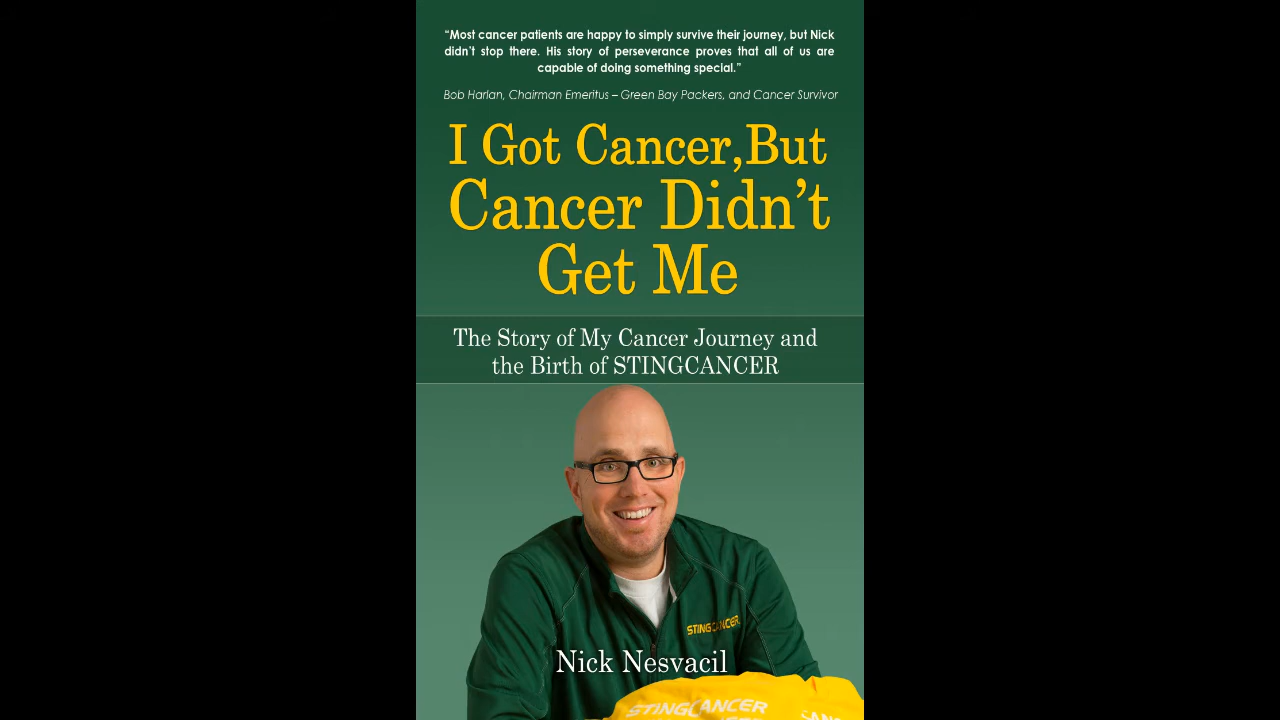 “Most cancer patients are happy to simply survive their journey, but Nick
didn’t stop there. His story of perseverance proves that all of us are
capable of doing something special.”
Bob Harlan, Chairman Emeritus – Green Bay Packers, and Cancer Survivor
I Got Cancer,But
Cancer Didn’t
Get Me
The Story of My Cancer Journey and
the Birth of STINGCANCER
STINGCANCER
Nick Nesvacil
STINGCANCER